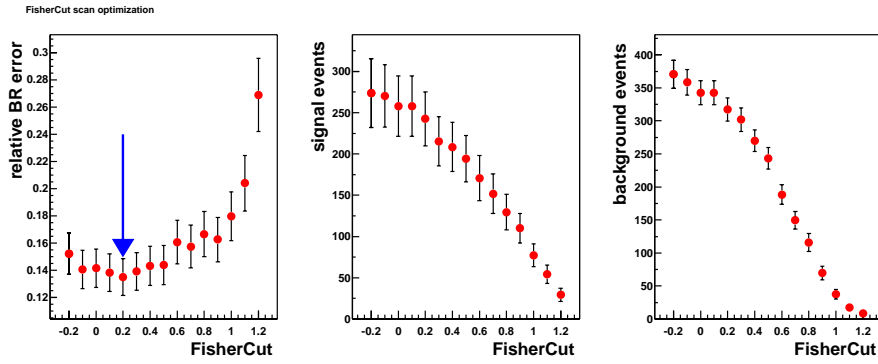 FisherCut scan optimization
relative BR error
0.3
0.28
0.26
0.24
0.22
0.2
0.18
0.16
0.14
0.12
-0.2 0 0.2 0.4 0.6 0.8 1 1.2
FisherCut
signal events
300
250
200
150
100
50
0
-0.2 0 0.2 0.4 0.6 0.8 1 1.2
FisherCut
background events
400
350
300
250
200
150
100
50
0
-0.2 0 0.2 0.4 0.6 0.8 1 1.2
FisherCut